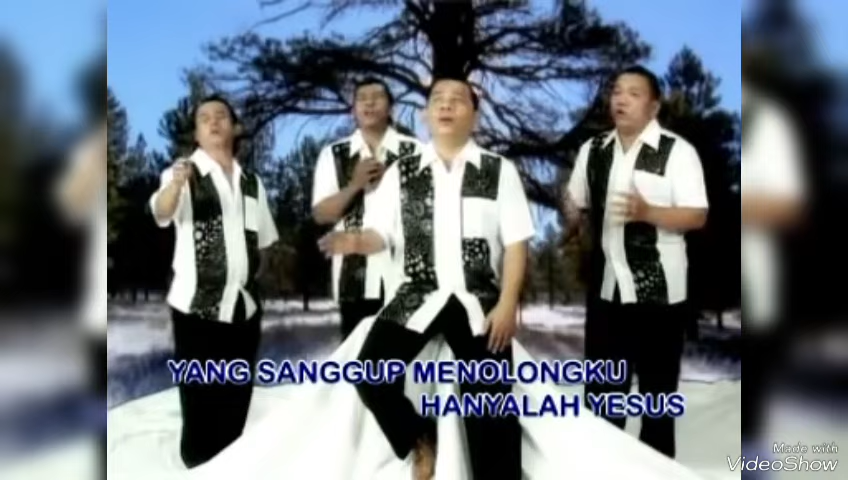 YANG SANGGUP MENOLONGKU
HANYALAH YESUS
Made with
VideoShow